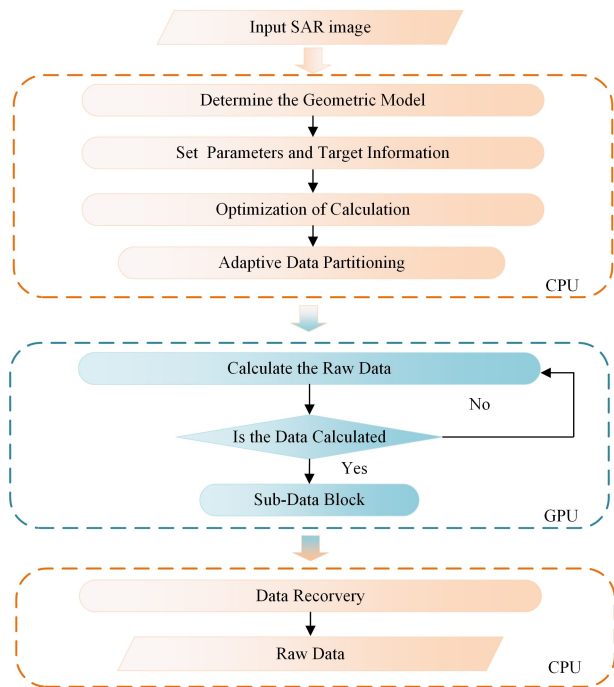 Input SAR image
Determine the Geometric Model
Set Parameters and Target Information
Optimization of Calculation
Adaptive Data Partitioning
CPU
Calculate the Raw Data
No
Is the Data Calculated
Yes
Sub-Data Block
GPU
Data Recorvery
Raw Data
CPU